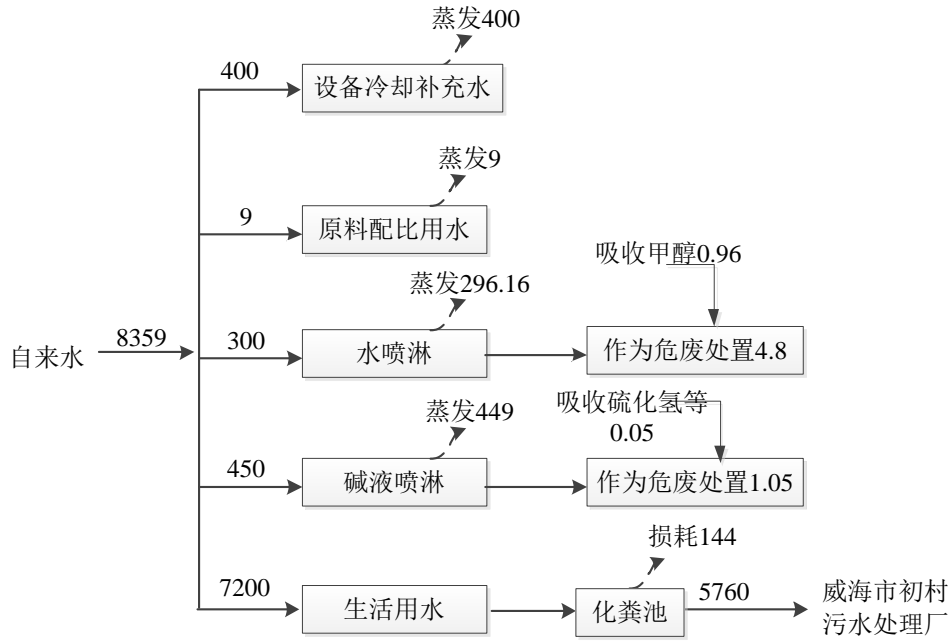 蒸发400
400
设备冷却补充水
蒸发9
9
原料配比用水
吸收甲醇0.96
蒸发296.16
自来水
8359
300
水喷淋
作为危废处置4.8
吸收硫化氢等
0.05
蒸发449
450
碱液喷淋
作为危废处置1.05
损耗144
7200
生活用水
化粪池
5760
威海市初村
污水处理厂